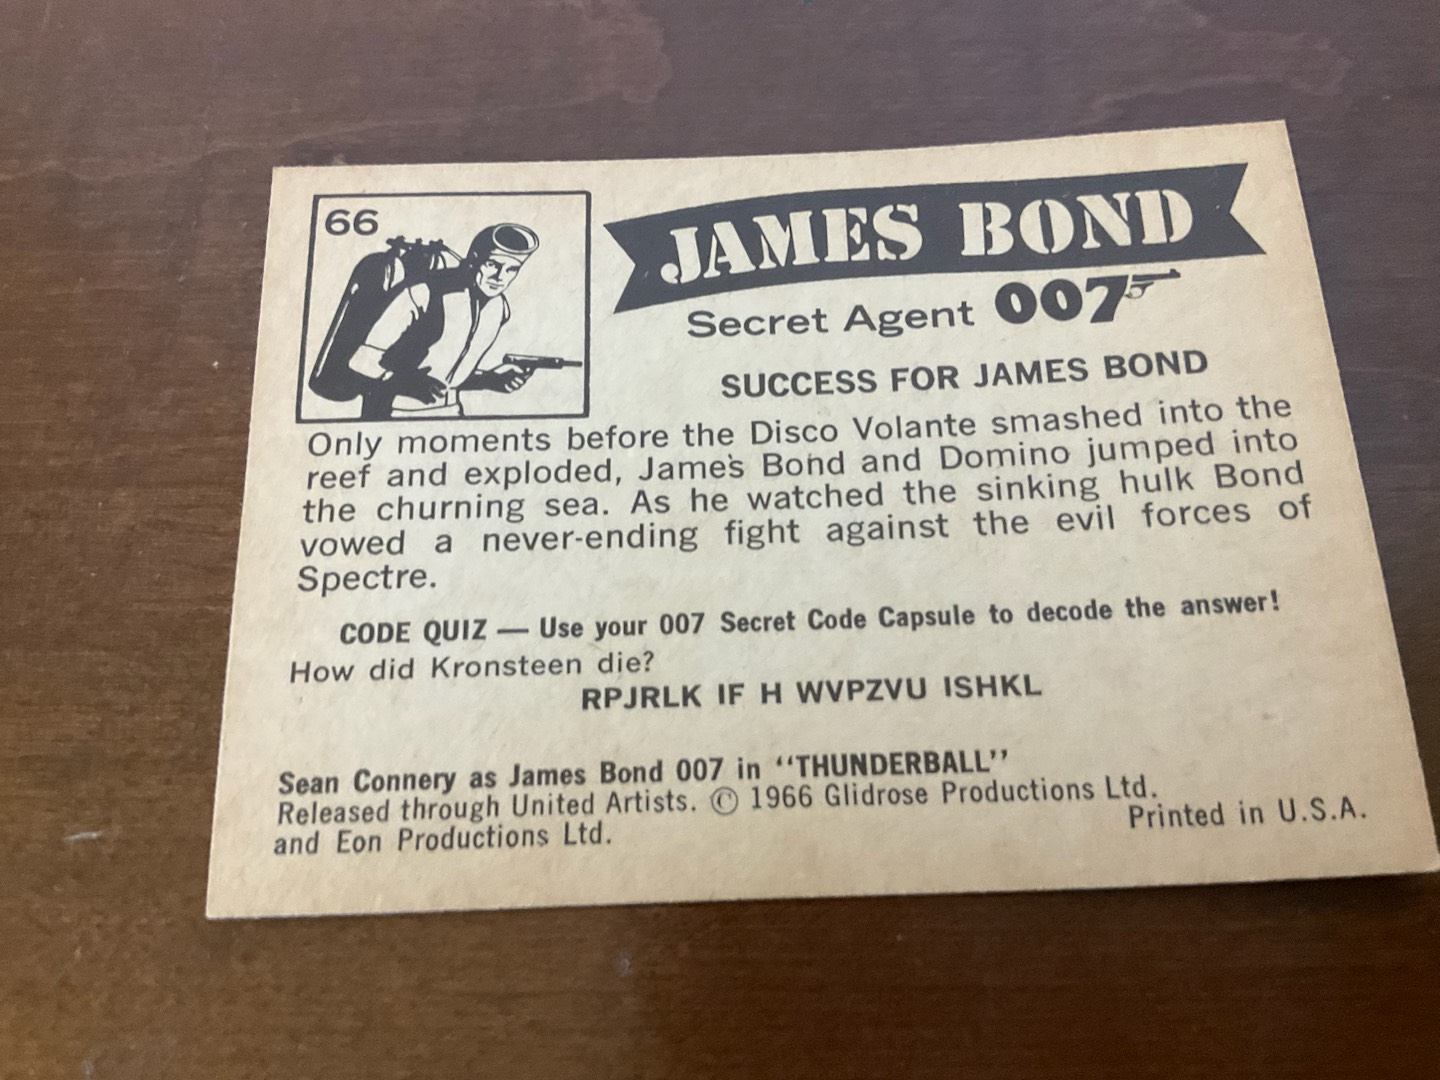 66
JAMES BOND
Secret Agent 007
SUCCESS FOR JAMES BOND
Only moments before the Disco Volante smashed into the
reef and exploded, James Bond and Domino jumped into
the churning sea. As he watched the sinking hulk Bond
vowed a never-ending fight against the evil forces of
Spectre.
CODE QUIZ — Use your 007 Secret Code Capsule to decode the answer!
How did Kronsteen die?
RPJRLK IF H WVPZVU ISHKL
Sean Connery as James Bond 007 in "THUNDERBALL"
Released through United Artists. © 1966 Glidrose Productions Ltd.
and Eon Productions Ltd.
Printed in U.S.A.